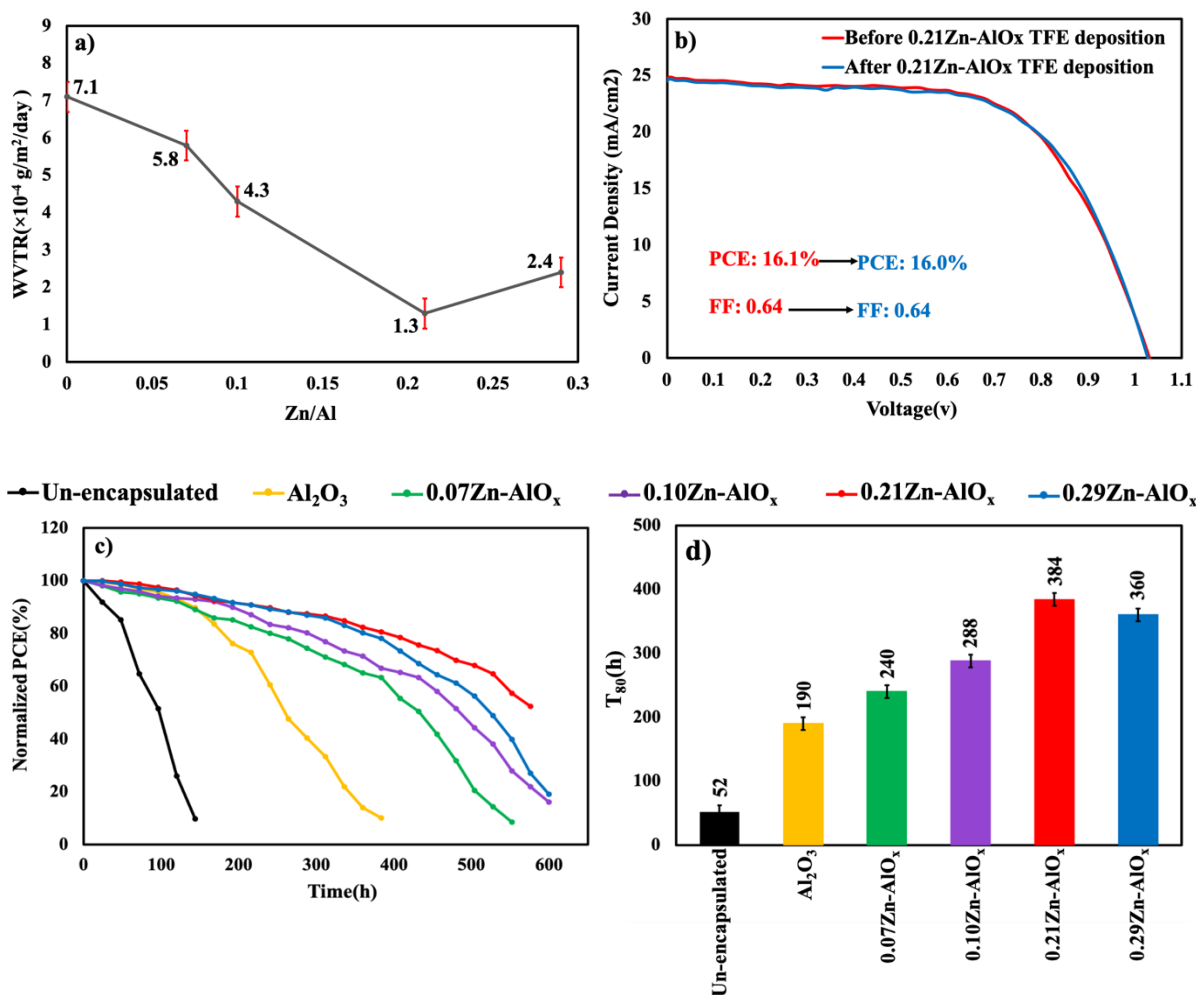 a)
WVTR(×10⁻⁴ g/m²/day)
9
8
7
6
5
4
3
2
1
0
7.1
5.8
4.3
1.3
2.4
0
0.05
0.1
0.15
0.2
0.25
0.3
Zn/Al
b)
Before 0.21Zn-AlOx TFE deposition
After 0.21Zn-AlOx TFE deposition
Current Density (mA/cm2)
30
25
20
15
10
5
0
PCE: 16.1%
PCE: 16.0%
FF: 0.64
FF: 0.64
0
0.1
0.2
0.3
0.4
0.5
0.6
0.7
0.8
0.9
1
1.1
Voltage(v)
Un-encapsulated
Al₂O₃
0.07Zn-AlOₓ
0.10Zn-AlOₓ
0.21Zn-AlOₓ
0.29Zn-AlOₓ
c)
Normalized PCE(%)
120
100
80
60
40
20
0
0
100
200
300
400
500
600
Time(h)
d)
T₈₀(h)
500
400
300
200
100
0
52
190
240
288
384
360
Un-encapsulated
Al₂O₃
0.07Zn-AlOₓ
0.10Zn-AlOₓ
0.21Zn-AlOₓ
0.29Zn-AlOₓ